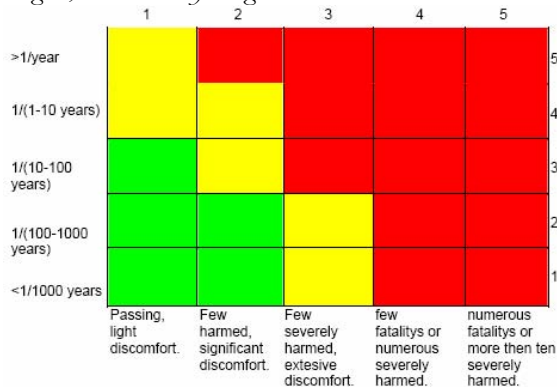 1 2 3 4 5
>1/year 5
1/(1-10 years) 4
1/(10-100
years) 3
1/(100-1000
years) 2
<1/1000 years 1
Passing,
light
discomfort.
Few
harmed,
significant
discomfort.
Few
severely
harmed,
extesive
discomfort.
few
fatalitys or
numerous
severely
harmed.
numerous
fatalitys or
more then ten
severely
harmed.